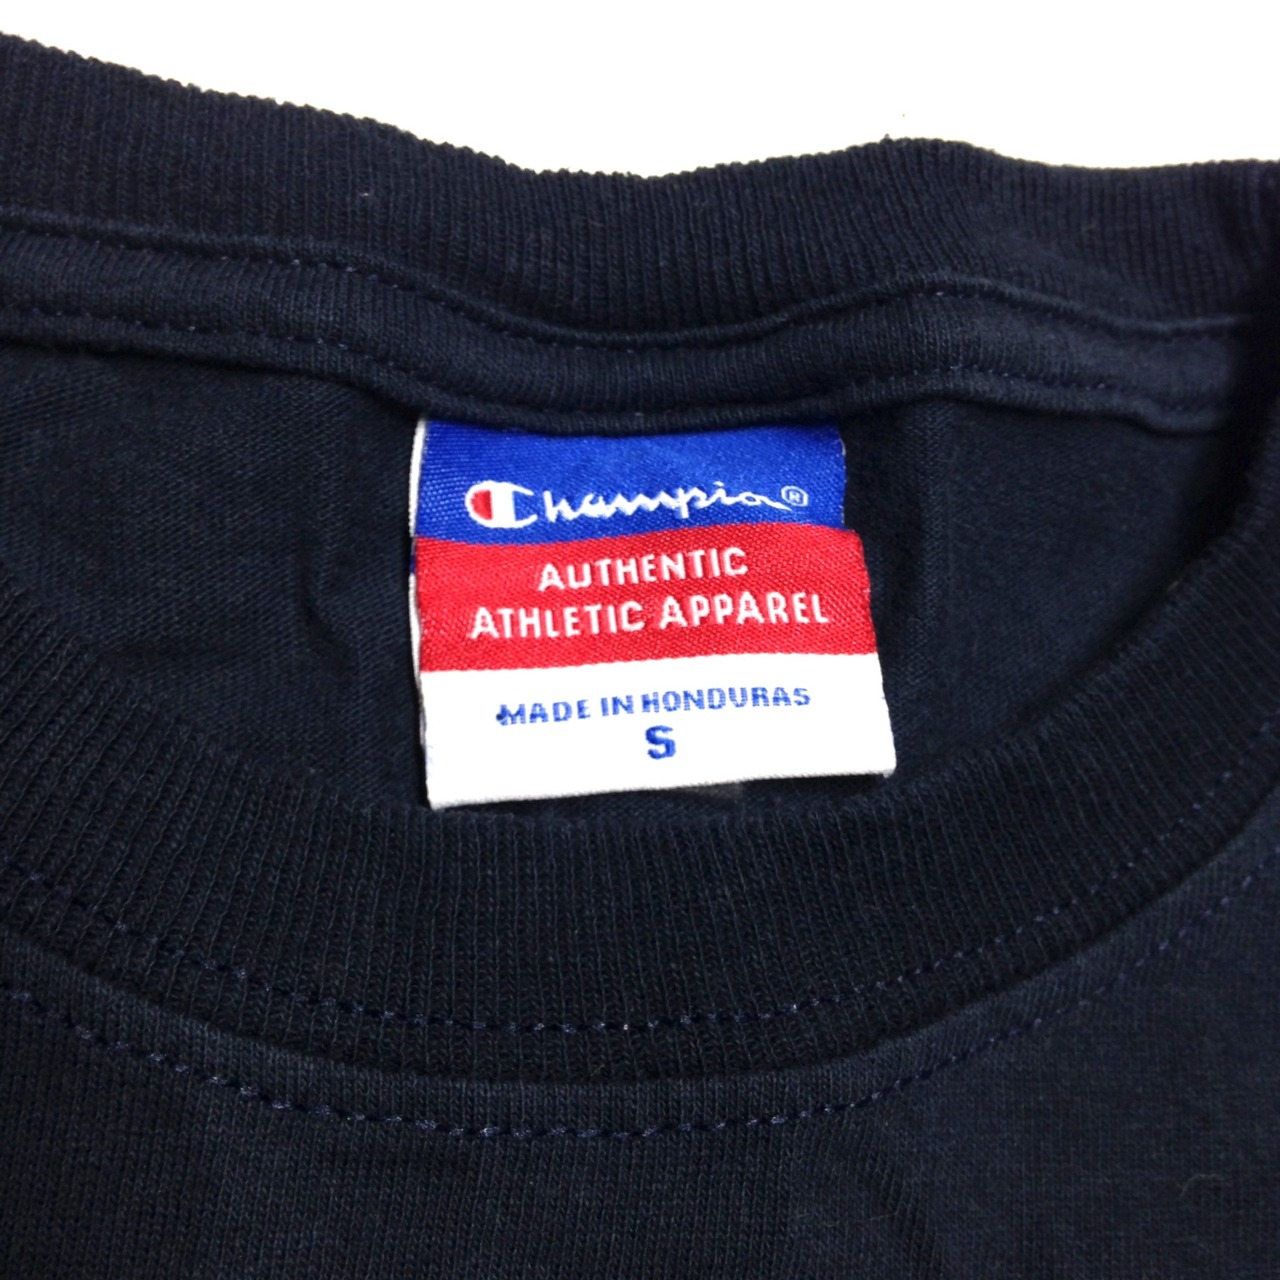 Champion®
AUTHENTIC
ATHLETIC APPAREL
MADE IN HONDURAS
S